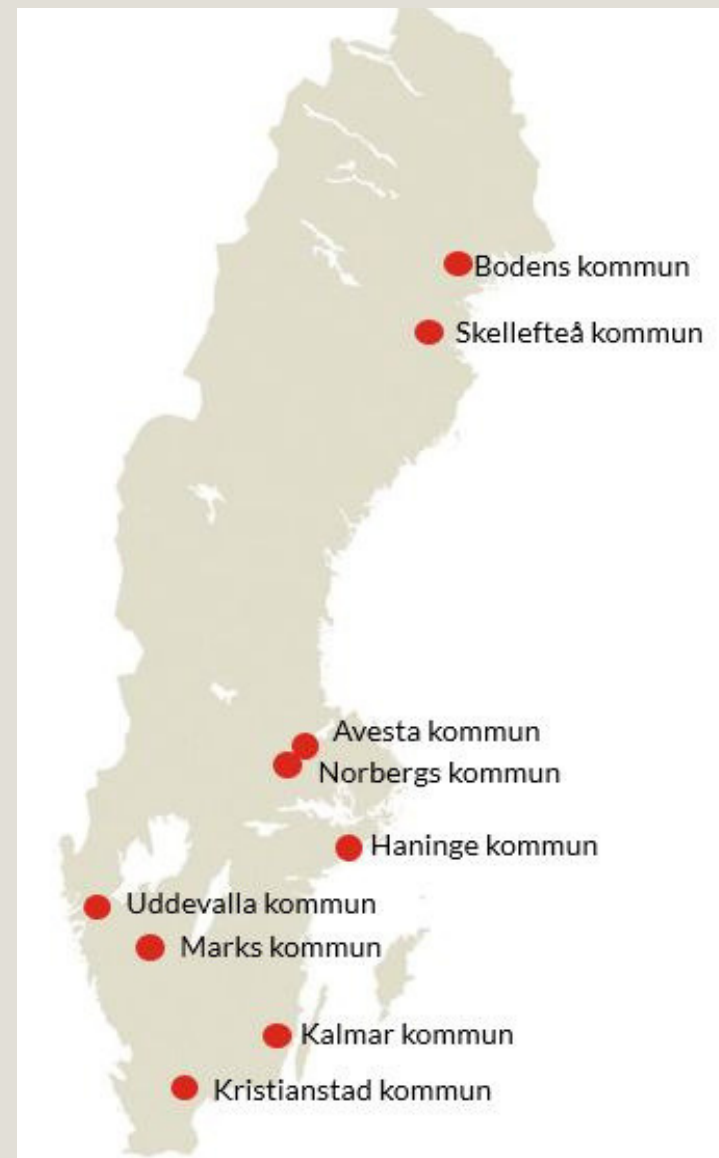 Bodens kommun
Skellefteå kommun
Avesta kommun
Norbergs kommun
Haninge kommun
Uddevalla kommun
Marks kommun
Kalmar kommun
Kristianstad kommun